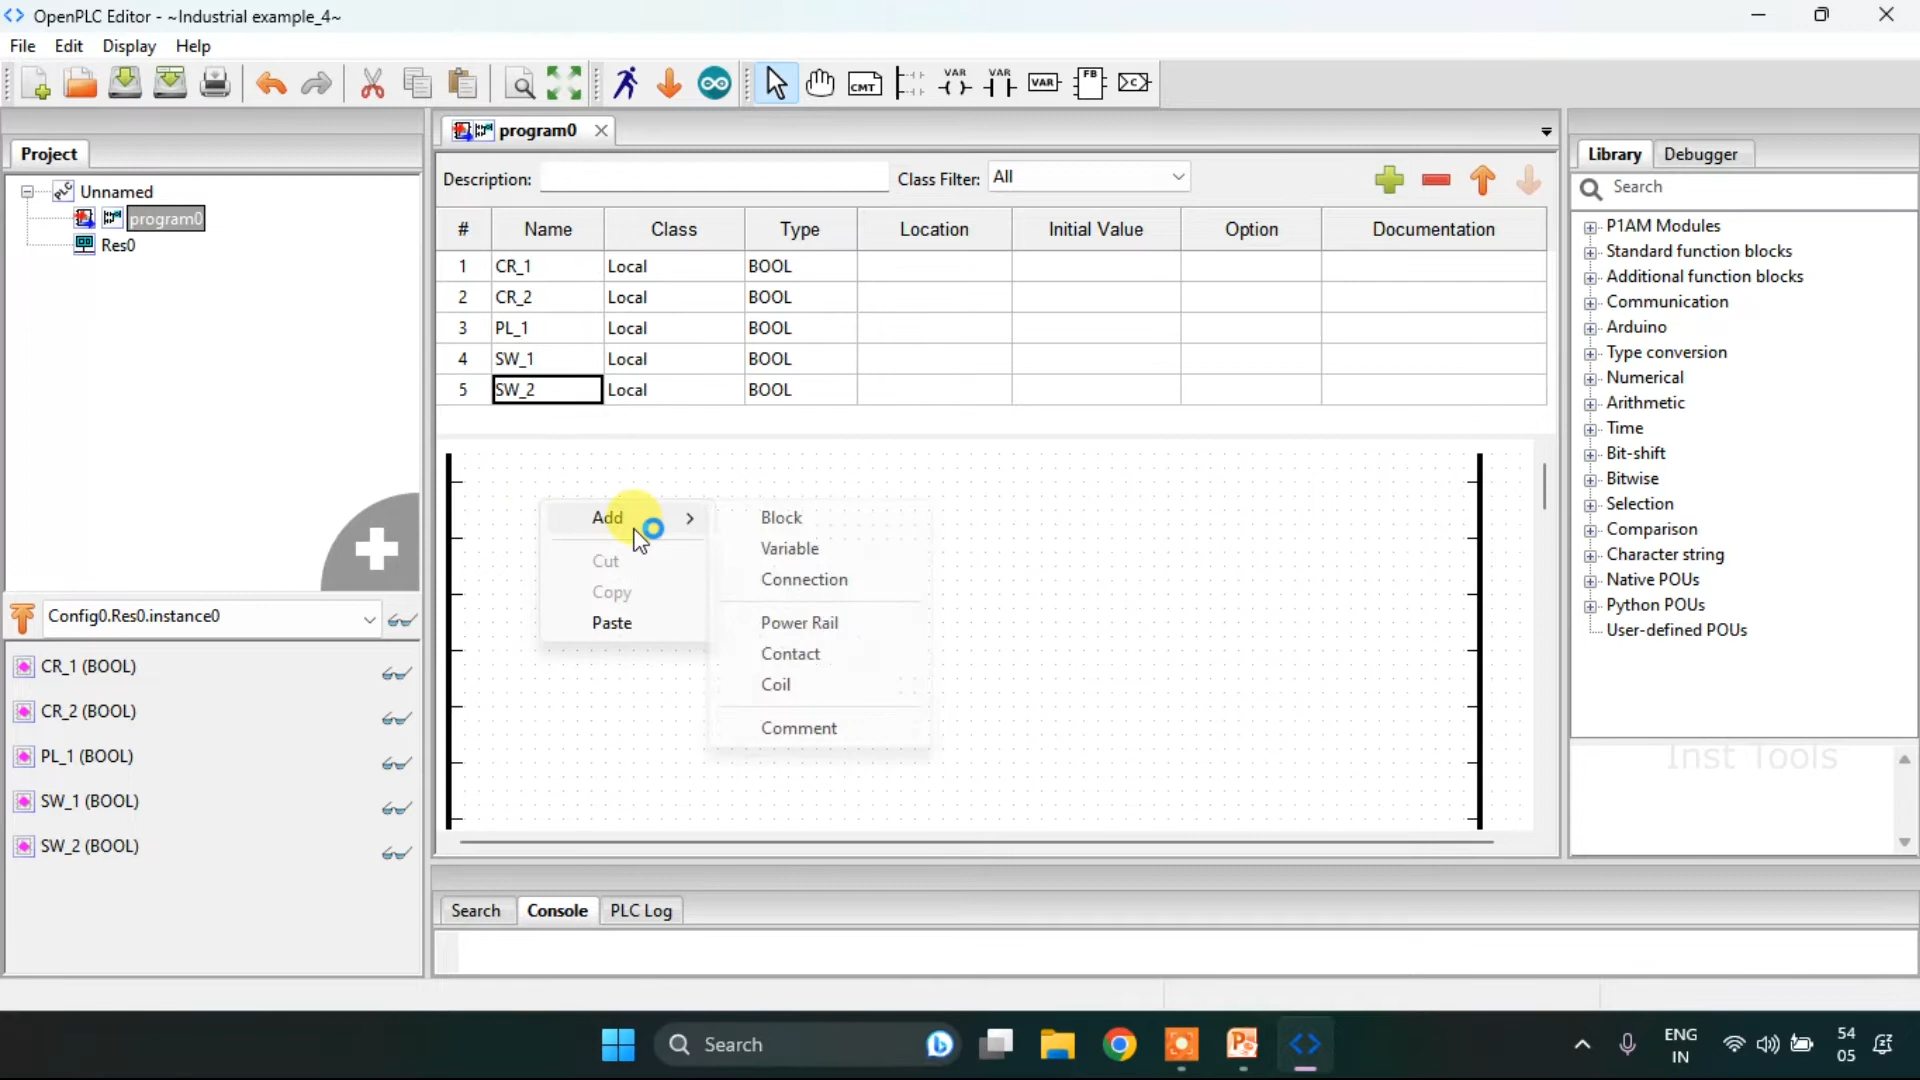 OpenPLC Editor - ~Industrial example_4~
File Edit Display Help
CMT VAR VAR VAR FB C
Project
Unnamed
program0
Res0
Config0.Res0.instance0
CR_1 (BOOL)
CR_2 (BOOL)
PL_1 (BOOL)
SW_1 (BOOL)
SW_2 (BOOL)
program0
Description: Class Filter: All
# Name Class Type Location Initial Value Option Documentation
1 CR_1 Local BOOL
2 CR_2 Local BOOL
3 PL_1 Local BOOL
4 SW_1 Local BOOL
5 SW_2 Local BOOL
Add
Cut
Copy
Paste
Block
Variable
Connection
Power Rail
Contact
Coil
Comment
Library Debugger
Search
P1AM Modules
Standard function blocks
Additional function blocks
Communication
Arduino
Type conversion
Numerical
Arithmetic
Time
Bit-shift
Bitwise
Selection
Comparison
Character string
Native POUs
Python POUs
User-defined POUs
Inst Tools
Search Console PLC Log
Search
ENG
IN
54
05